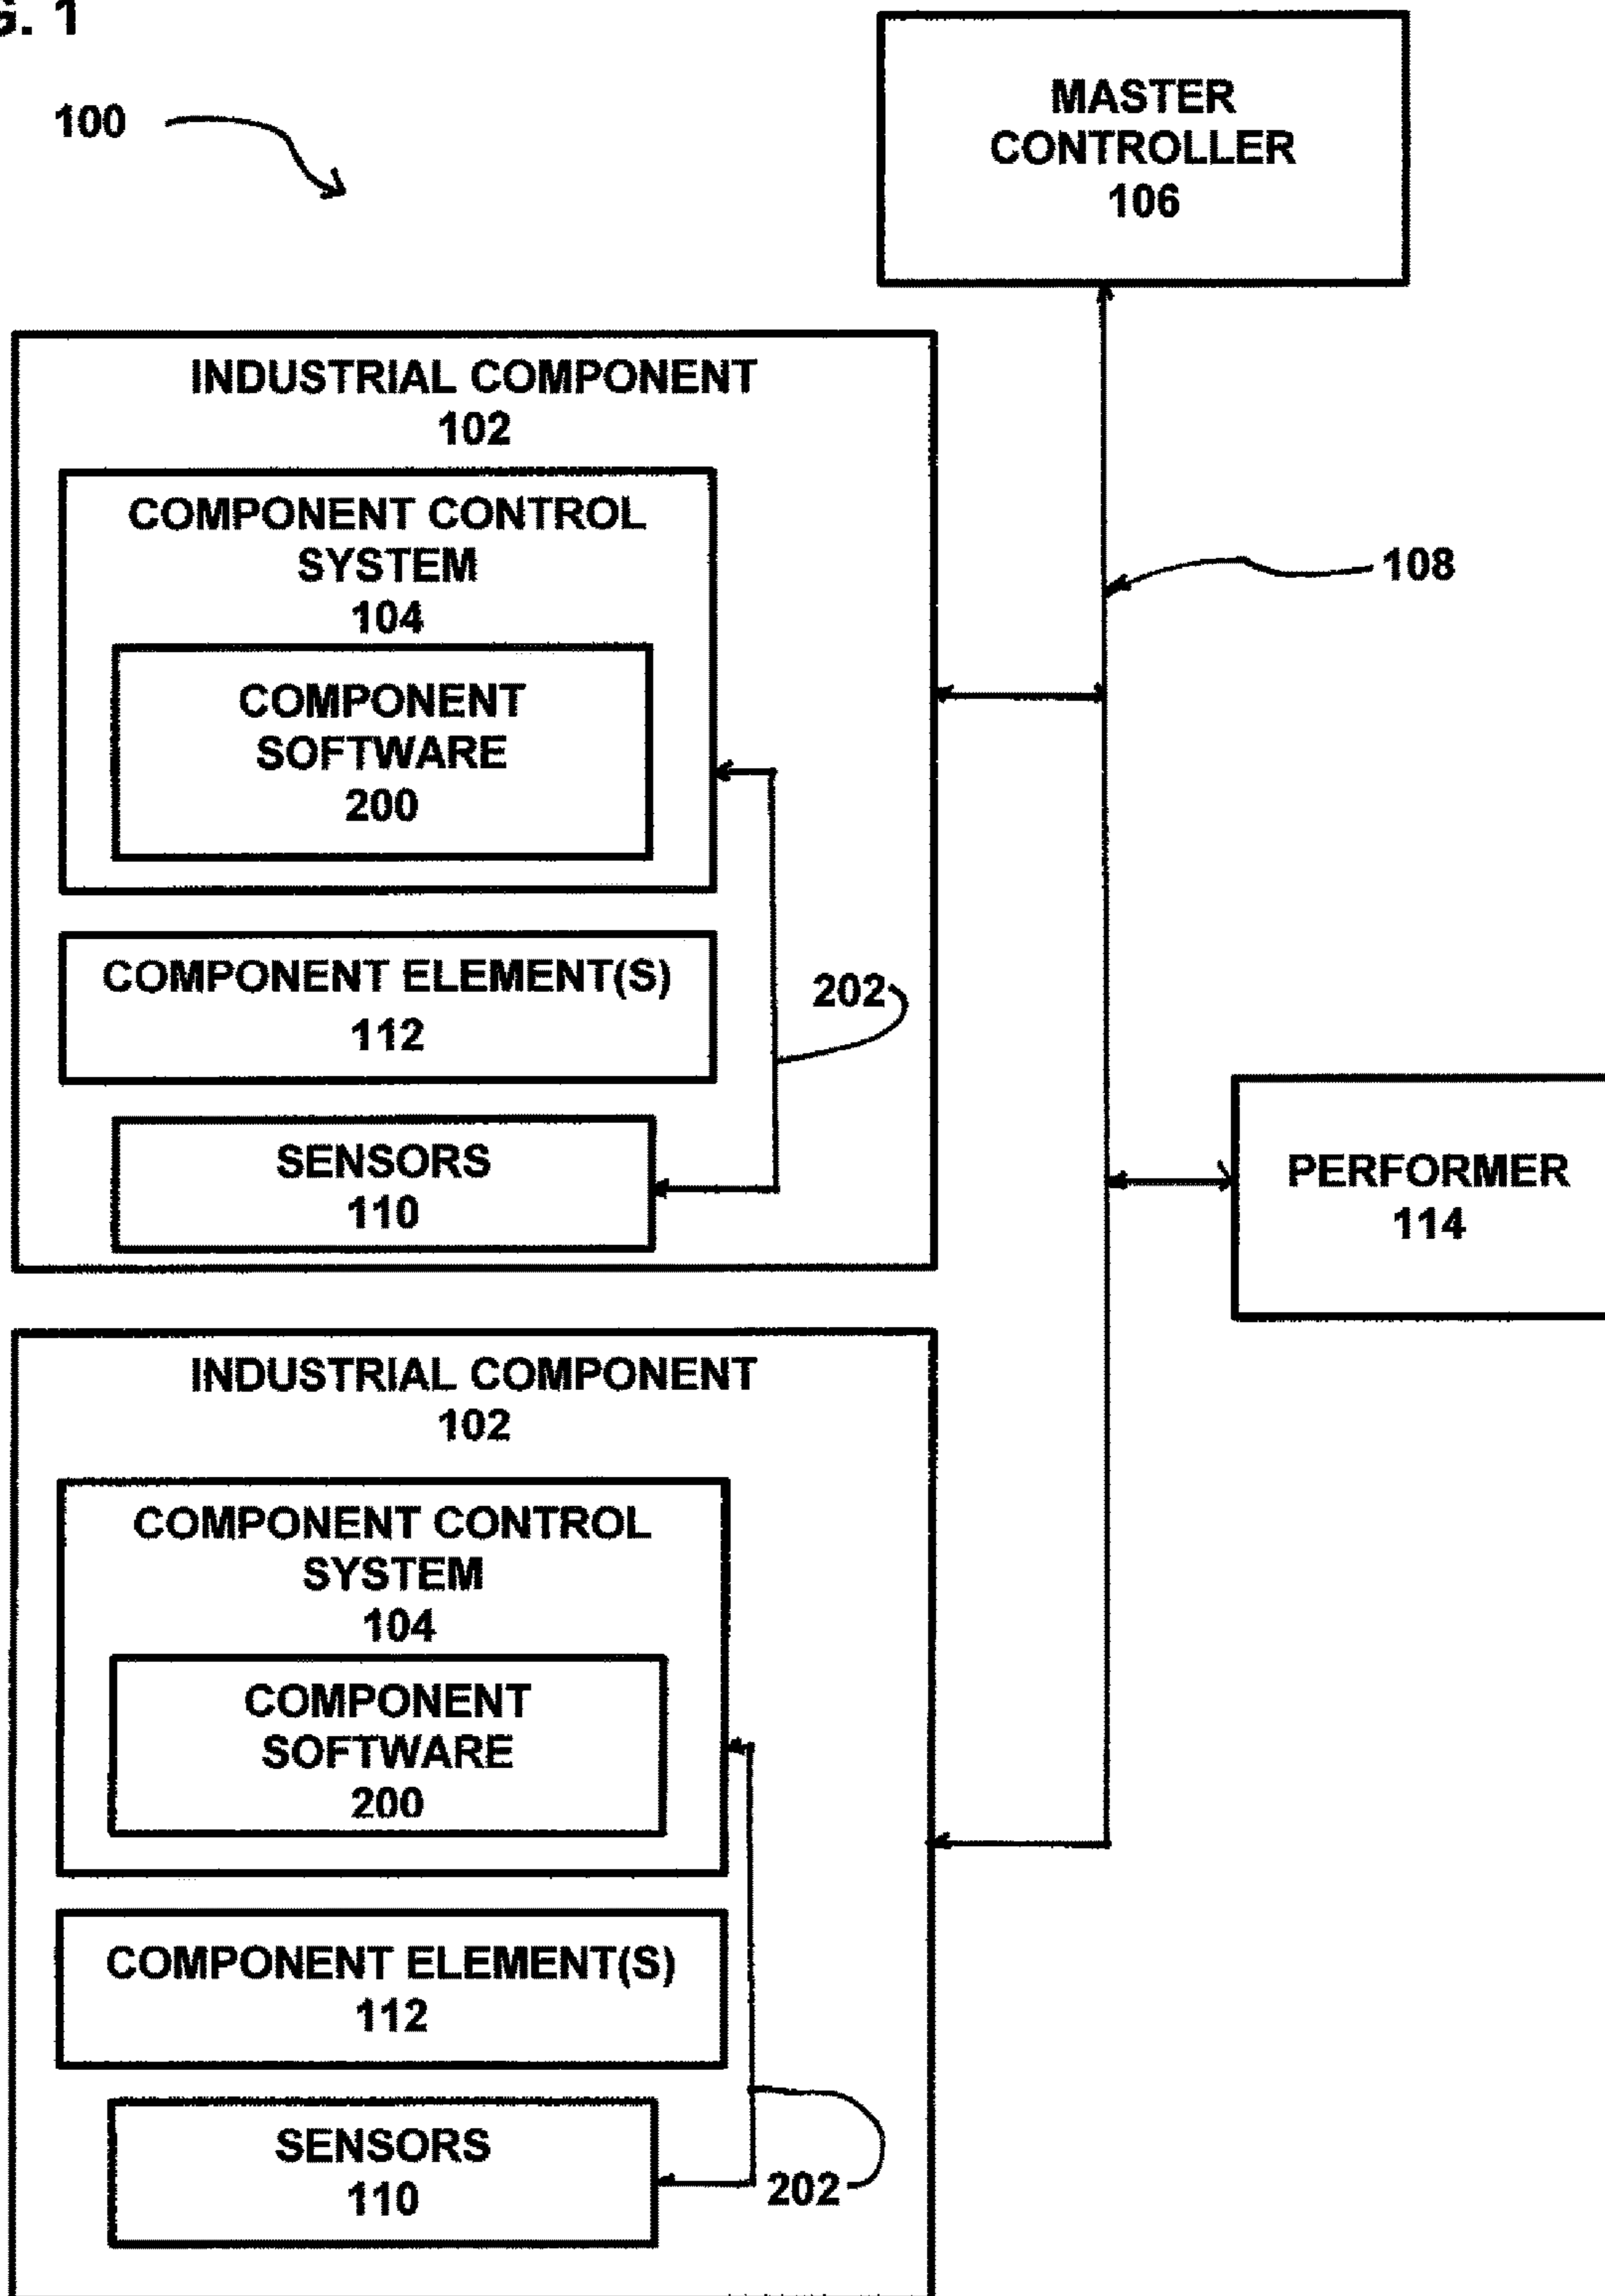 G. 1
100
MASTER
CONTROLLER
106
INDUSTRIAL COMPONENT
102
COMPONENT CONTROL
SYSTEM
104
COMPONENT
SOFTWARE
200
108
COMPONENT ELEMENT(S)
112
202
SENSORS
110
PERFORMER
114
INDUSTRIAL COMPONENT
102
COMPONENT CONTROL
SYSTEM
104
COMPONENT
SOFTWARE
200
COMPONENT ELEMENT(S)
112
SENSORS
110
202